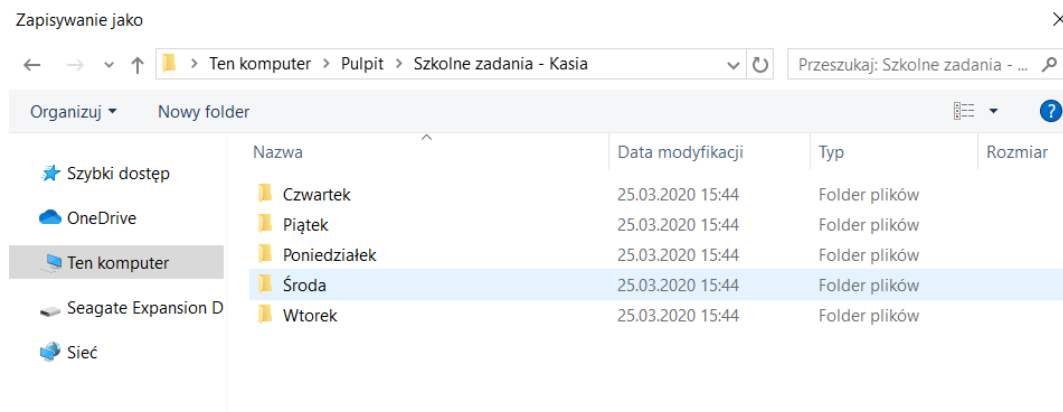 Zapisywanie jako
Ten komputer > Pulpit > Szkolne zadania - Kasia
Przeszukaj: Szkolne zadania - ...
Organizuj
Nowy folder
?
Szybki dostęp
OneDrive
Ten komputer
Seagate Expansion D
Sieć
Nazwa Data modyfikacji Typ Rozmiar
Czwartek 25.03.2020 15:44 Folder plików
Piątek 25.03.2020 15:44 Folder plików
Poniedziałek 25.03.2020 15:44 Folder plików
Środa 25.03.2020 15:44 Folder plików
Wtorek 25.03.2020 15:44 Folder plików